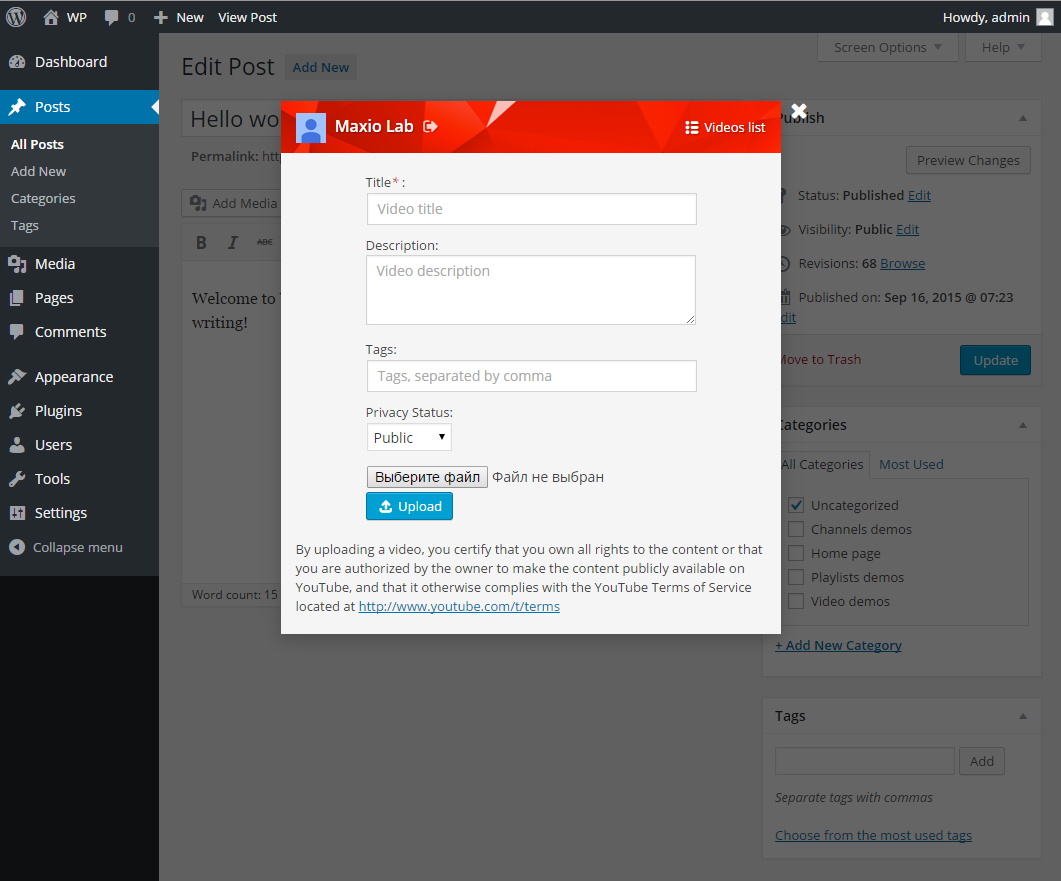 WP 0 New View Post Howdy, admin
Dashboard
Posts
All Posts
Add New
Categories
Tags
Media
Pages
Comments
Appearance
Plugins
Users
Tools
Settings
Collapse menu
Screen Options Help
Edit Post Add New
Hello wo
Permalink: htt
Add Media
B I ABC
Welcome to
writing!
Word count: 15
Maxio Lab Videos list
Title* :
Video title
Description:
Video description
Tags:
Tags, separated by comma
Privacy Status:
Public
Выберите файл Файл не выбран
Upload
By uploading a video, you certify that you own all rights to the content or that
you are authorized by the owner to make the content publicly available on
YouTube, and that it otherwise complies with the YouTube Terms of Service
located at http://www.youtube.com/t/terms
Publish
Preview Changes
Status: Published Edit
Visibility: Public Edit
Revisions: 68 Browse
Published on: Sep 16, 2015 @ 07:23
dit
Move to Trash Update
Categories
All Categories Most Used
Uncategorized
Channels demos
Home page
Playlists demos
Video demos
+ Add New Category
Tags
Add
Separate tags with commas
Choose from the most used tags